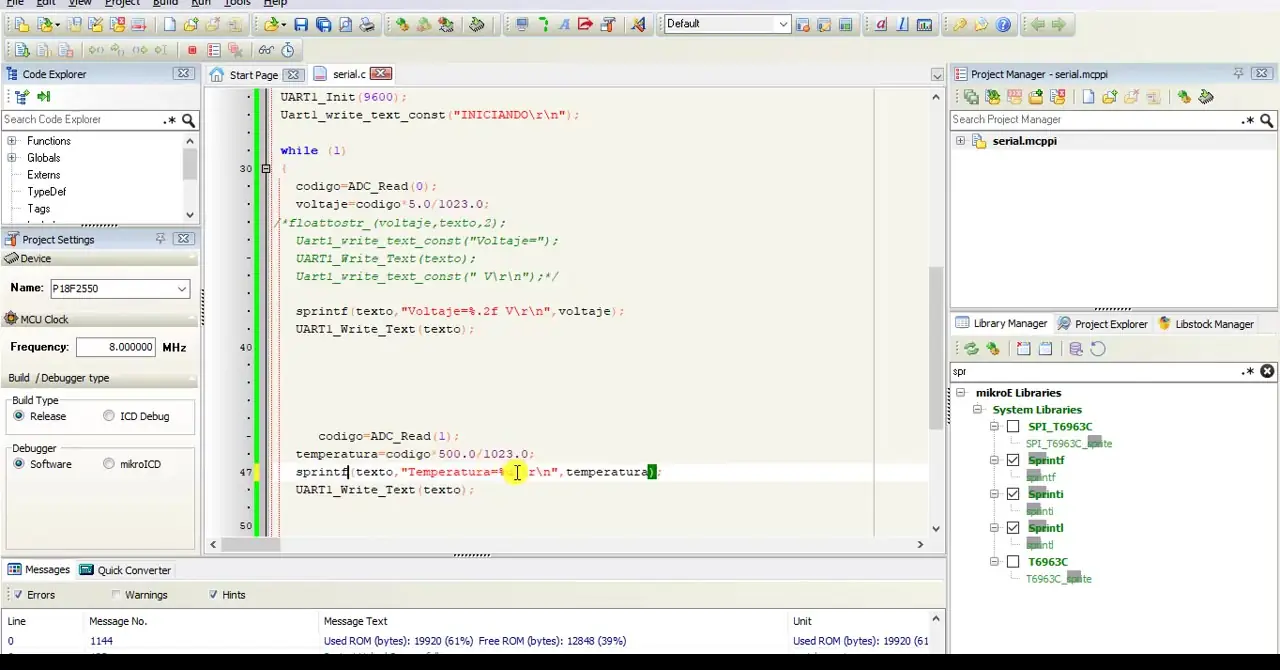 File Edit View Project Build Run Tools Help
Default
Code Explorer
Start Page
serial.c
Project Manager - serial.mcppi
Search Code Explorer
Search Project Manager
Functions
Globals
Externs
TypeDef
Tags
serial.mcppi
UART1_Init(9600);
Uart1_write_text_const("INICIANDO\r\n");
while (1)
30 {
codigo=ADC_Read(0);
voltaje=codigo*5.0/1023.0;
/*floattostr_(voltaje,texto,2);
Uart1_write_text_const("Voltaje=");
UART1_Write_Text(texto);
Uart1_write_text_const(" V\r\n");*/
sprintf(texto,"Voltaje=%.2f V\r\n",voltaje);
UART1_Write_Text(texto);
40
codigo=ADC_Read(1);
temperatura=codigo*500.0/1023.0;
47 sprintf(texto,"Temperatura=% r\n",temperatura);
UART1_Write_Text(texto);
50
Project Settings
Device
Name: P18F2550
MCU Clock
Frequency: 8.000000 MHz
Build / Debugger type
Build Type
Release ICD Debug
Debugger
Software mikroICD
Library Manager Project Explorer Libstock Manager
spr
mikroE Libraries
System Libraries
SPI_T6963C
SPI_T6963C_sprite
Sprintf
sprintf
Sprinti
sprinti
Sprintl
sprintl
T6963C
T6963C_sprite
Messages Quick Converter
Errors Warnings Hints
Line Message No. Message Text Unit
0 1144 Used ROM (bytes): 19920 (61%) Free ROM (bytes): 12848 (39%) Used ROM (bytes): 19920 (61